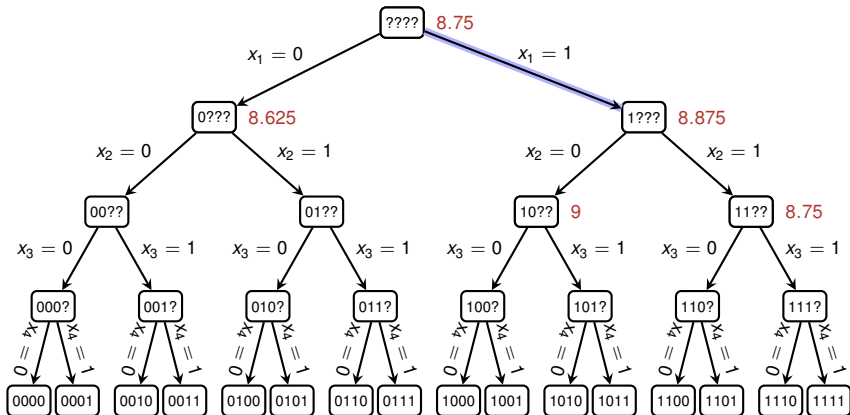 ???? 8.75
x₁ = 0 x₁ = 1
0??? 8.625 1??? 8.875
x₂ = 0 x₂ = 1 x₂ = 0 x₂ = 1
00?? 01?? 10?? 9 11?? 8.75
x₃ = 0 x₃ = 1 x₃ = 0 x₃ = 1 x₃ = 0 x₃ = 1 x₃ = 0 x₃ = 1
000? 001? 010? 011? 100? 101? 110? 111?
x₄ = 0 x₄ = 1 x₄ = 0 x₄ = 1 x₄ = 0 x₄ = 1 x₄ = 0 x₄ = 1 x₄ = 0 x₄ = 1 x₄ = 0 x₄ = 1 x₄ = 0 x₄ = 1 x₄ = 0 x₄ = 1
0000 0001 0010 0011 0100 0101 0110 0111 1000 1001 1010 1011 1100 1101 1110 1111